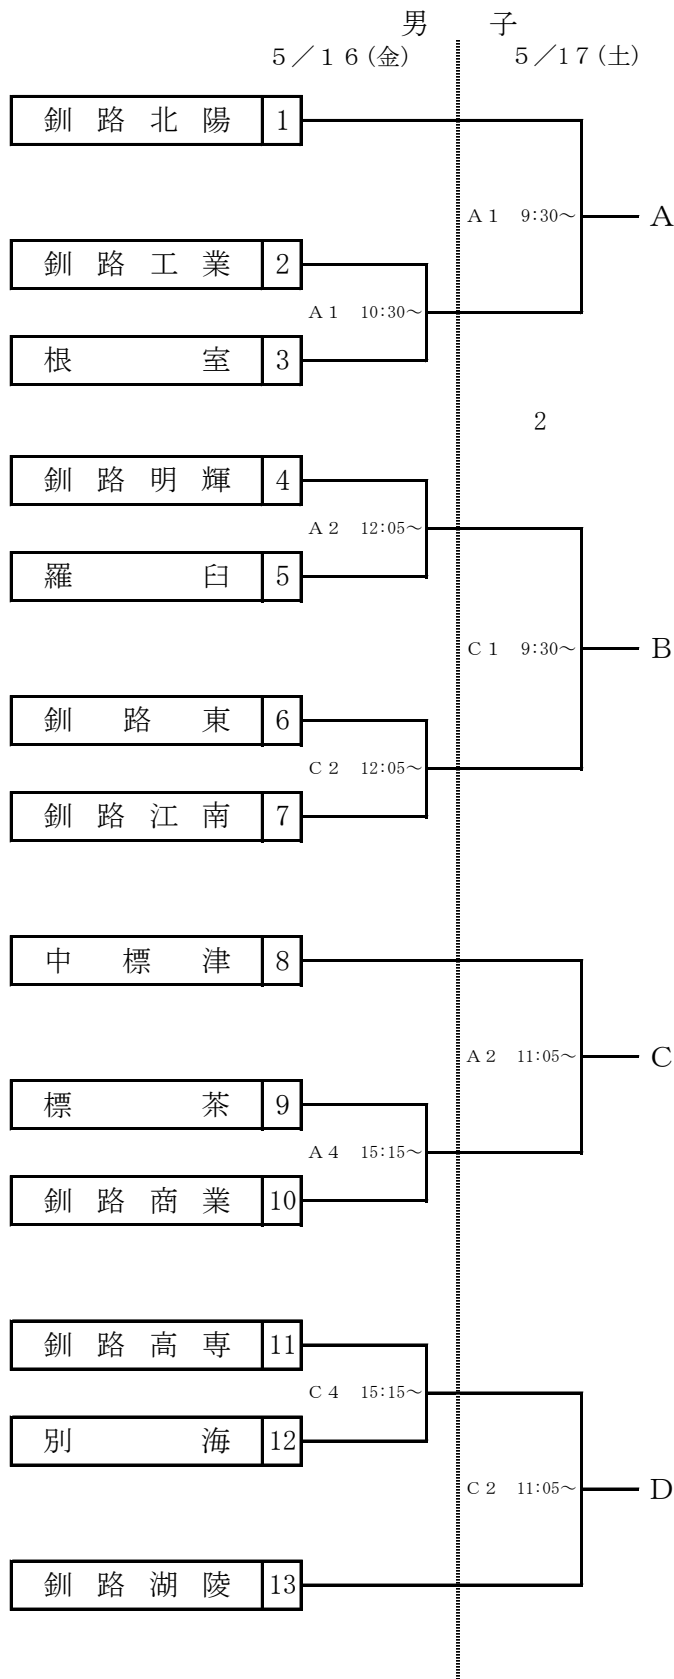 男　子
５／１６(金)　５／17(土)
釧路北陽 1
A1 9:30～ A
釧路工業 2
A1 10:30～
根室 3
2
釧路明輝 4
A2 12:05～
羅臼 5
C1 9:30～ B
釧路東 6
C2 12:05～
釧路江南 7
中標津 8
A2 11:05～ C
標茶 9
A4 15:15～
釧路商業 10
釧路高専 11
C4 15:15～
別海 12
C2 11:05～ D
釧路湖陵 13